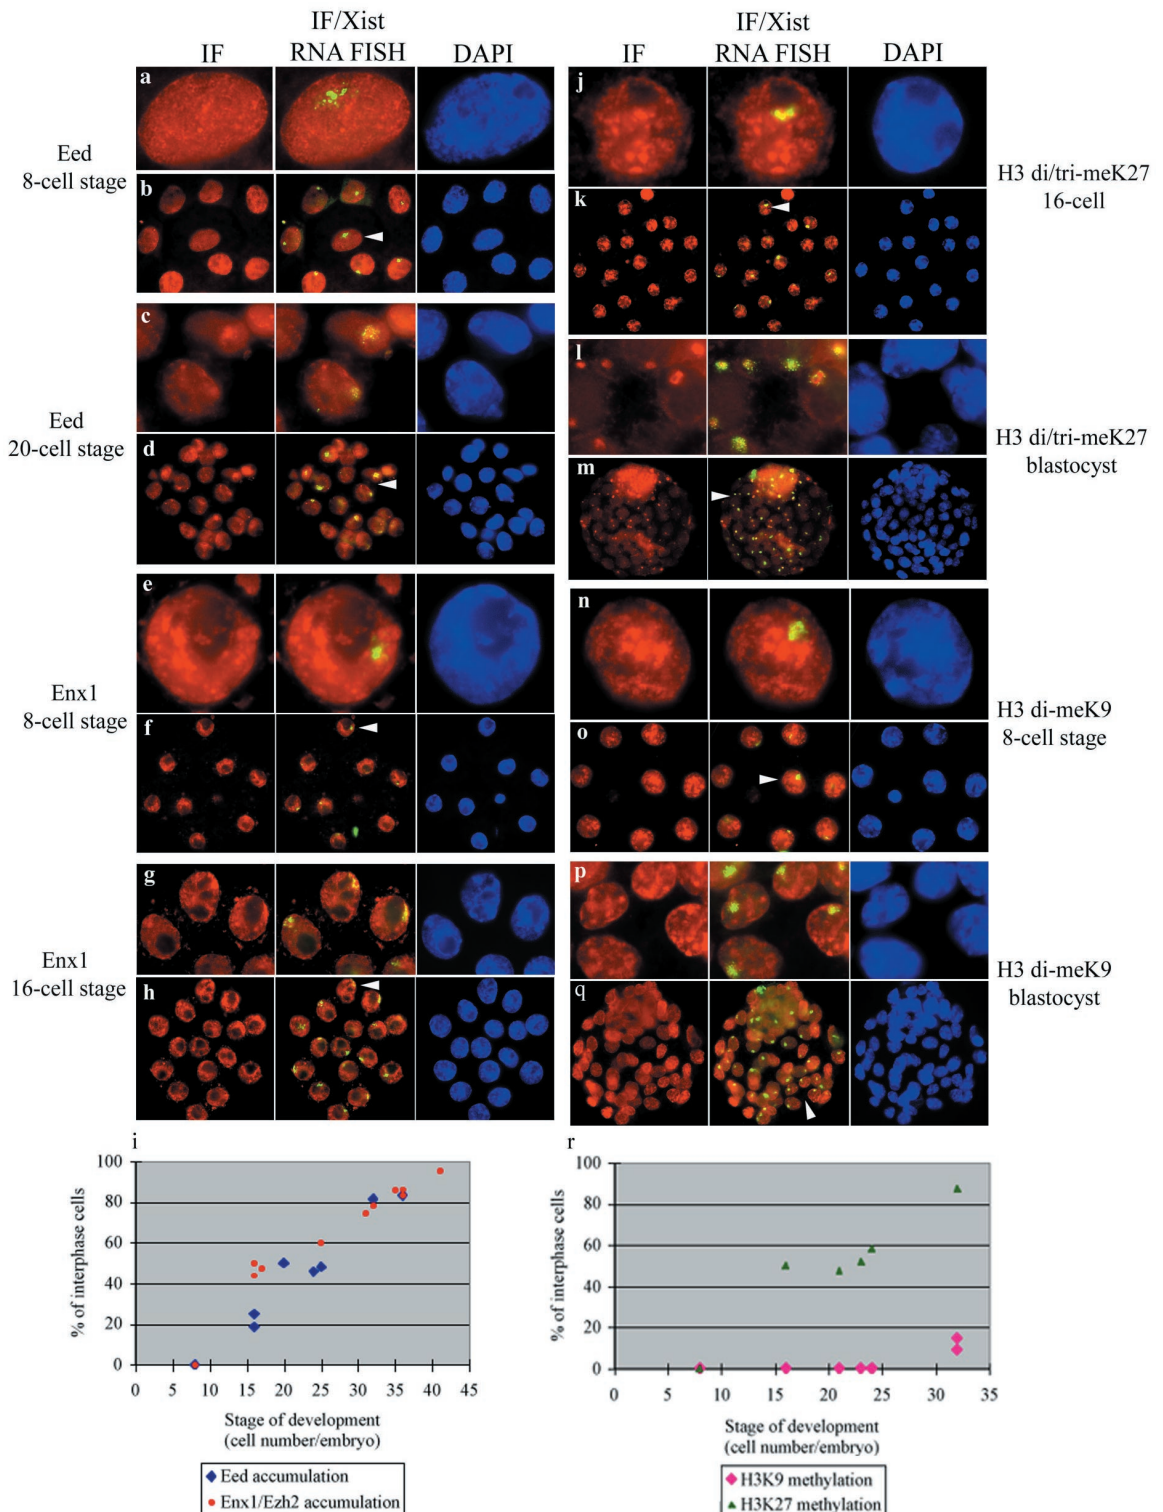 IF
IF/Xist
RNA FISH
DAPI
a
Eed
8-cell stage
b
c
Eed
20-cell stage
d
e
Enx1
8-cell stage
f
g
Enx1
16-cell stage
h
IF
IF/Xist
RNA FISH
DAPI
j
H3 di/tri-meK27
16-cell
k
l
H3 di/tri-meK27
blastocyst
m
n
H3 di-meK9
8-cell stage
o
p
H3 di-meK9
blastocyst
q
i
% of interphase cells
100
80
60
40
20
0
0 5 10 15 20 25 30 35 40 45
Stage of development
(cell number/embryo)
Eed accumulation
Enx1/Ezh2 accumulation
r
% of interphase cells
100
80
60
40
20
0
0 5 10 15 20 25 30 35
Stage of development
(cell number/embryo)
H3K9 methylation
H3K27 methylation